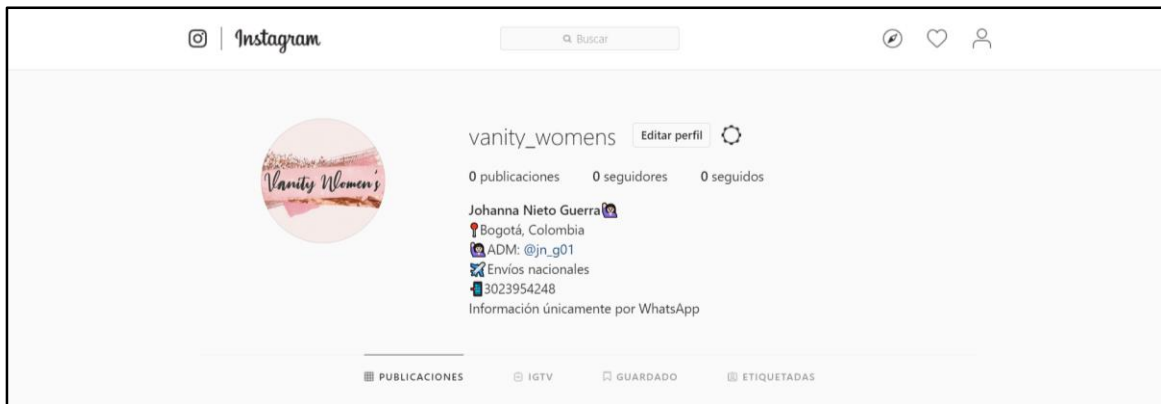 Instagram
Buscar
Vanity Women's
vanity_womens Editar perfil
0 publicaciones 0 seguidores 0 seguidos
Johanna Nieto Guerra🙋🏻‍♀️
📍Bogotá, Colombia
🙋🏻‍♀️ADM: @jn_g01
✈️Envíos nacionales
📲3023954248
Información únicamente por WhatsApp
PUBLICACIONES IGTV GUARDADO ETIQUETADAS